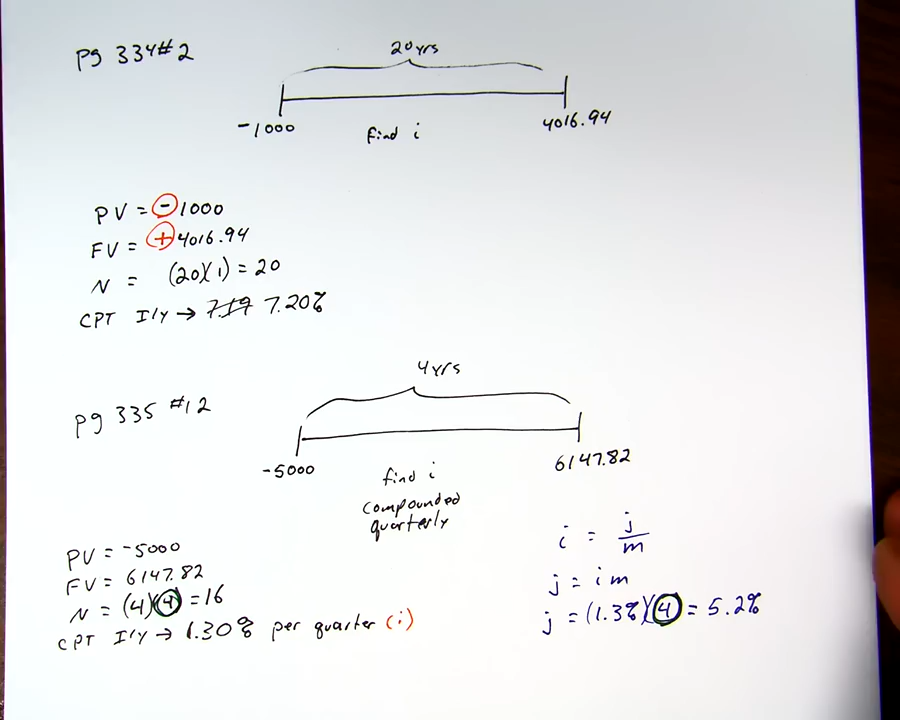 pg 334 #2
20 yrs
-1000
find i
4016.94
PV = -1000
FV = +4016.94
N = (20)(1) = 20
CPT I/y → 7.19 7.20%
pg 335 #12
4 yrs
-5000
find i
compounded
quarterly
6147.82
PV = -5000
FV = 6147.82
N = (4)(4) = 16
CPT I/y → 1.30% per quarter (i)
i = j/m
j = im
j = (1.3%)(4) = 5.2%